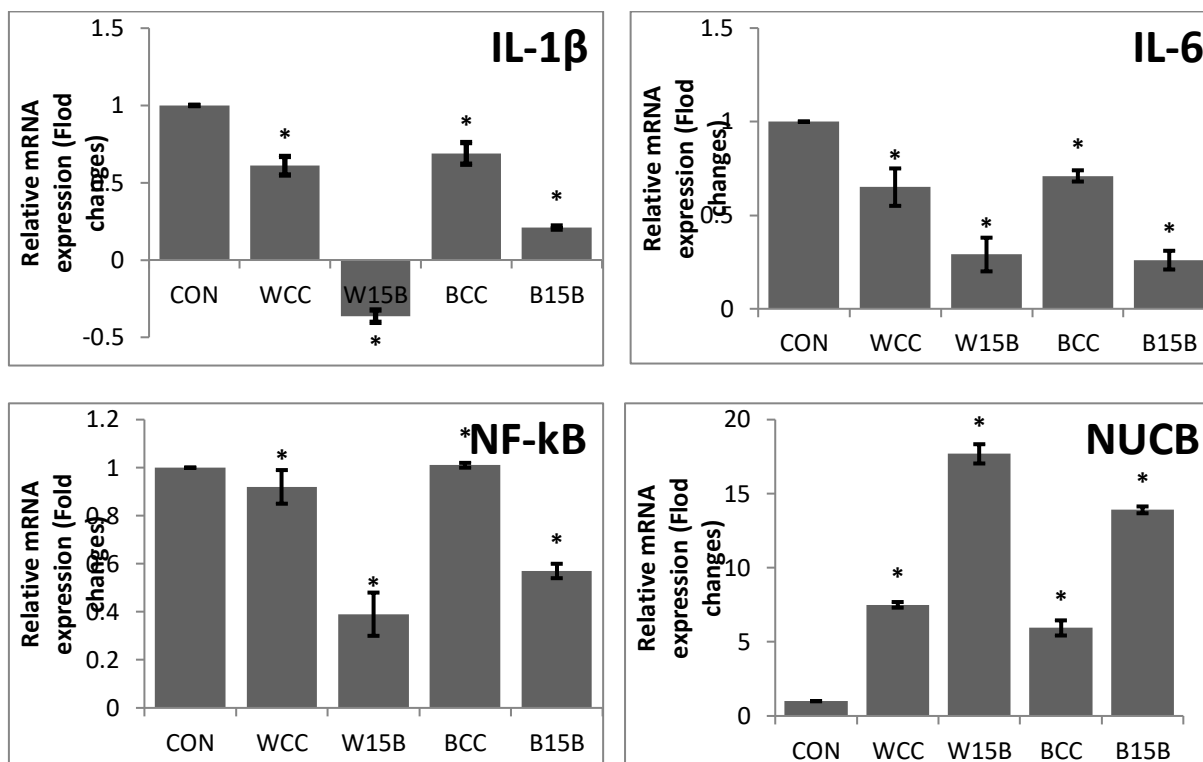 IL-1β
Relative mRNA
expression (Flod
changes)
1.5
1
0.5
0
-0.5
*
*
*
*
CON WCC W15B BCC B15B
IL-6
Relative mRNA
expression (Flod
changes)
1.5
1
0.5
0
*
*
*
*
CON WCC W15B BCC B15B
NF-kB
Relative mRNA
expression (Fold
changes)
1.2
1
0.8
0.6
0.4
0.2
0
*
*
*
*
CON WCC W15B BCC B15B
NUCB
Relative mRNA
expression (Flod
changes)
20
15
10
5
0
*
*
*
*
CON WCC W15B BCC B15B